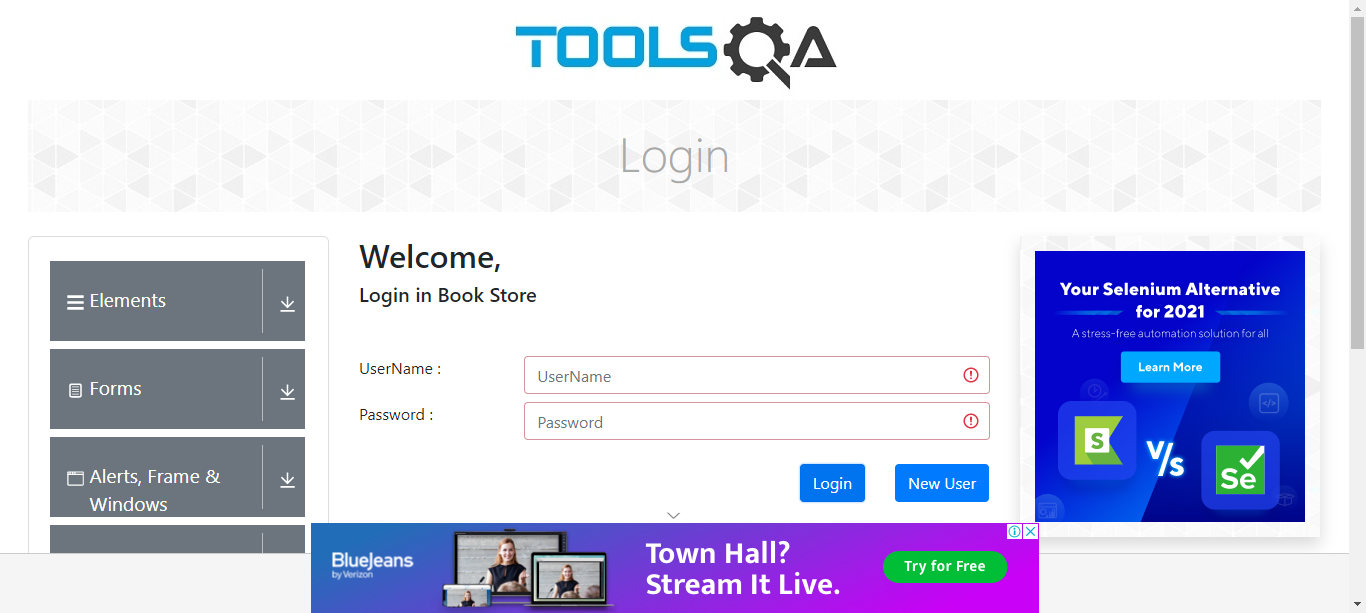 TOOLSQA
Login
Elements
Forms
Alerts, Frame &
Windows
Welcome,
Login in Book Store
UserName :
UserName
Password :
Password
Login
New User
Your Selenium Alternative
for 2021
A stress-free automation solution for all
Learn More
S
V/s
Se
BlueJeans
by Verizon
Town Hall?
Stream It Live.
Try for Free